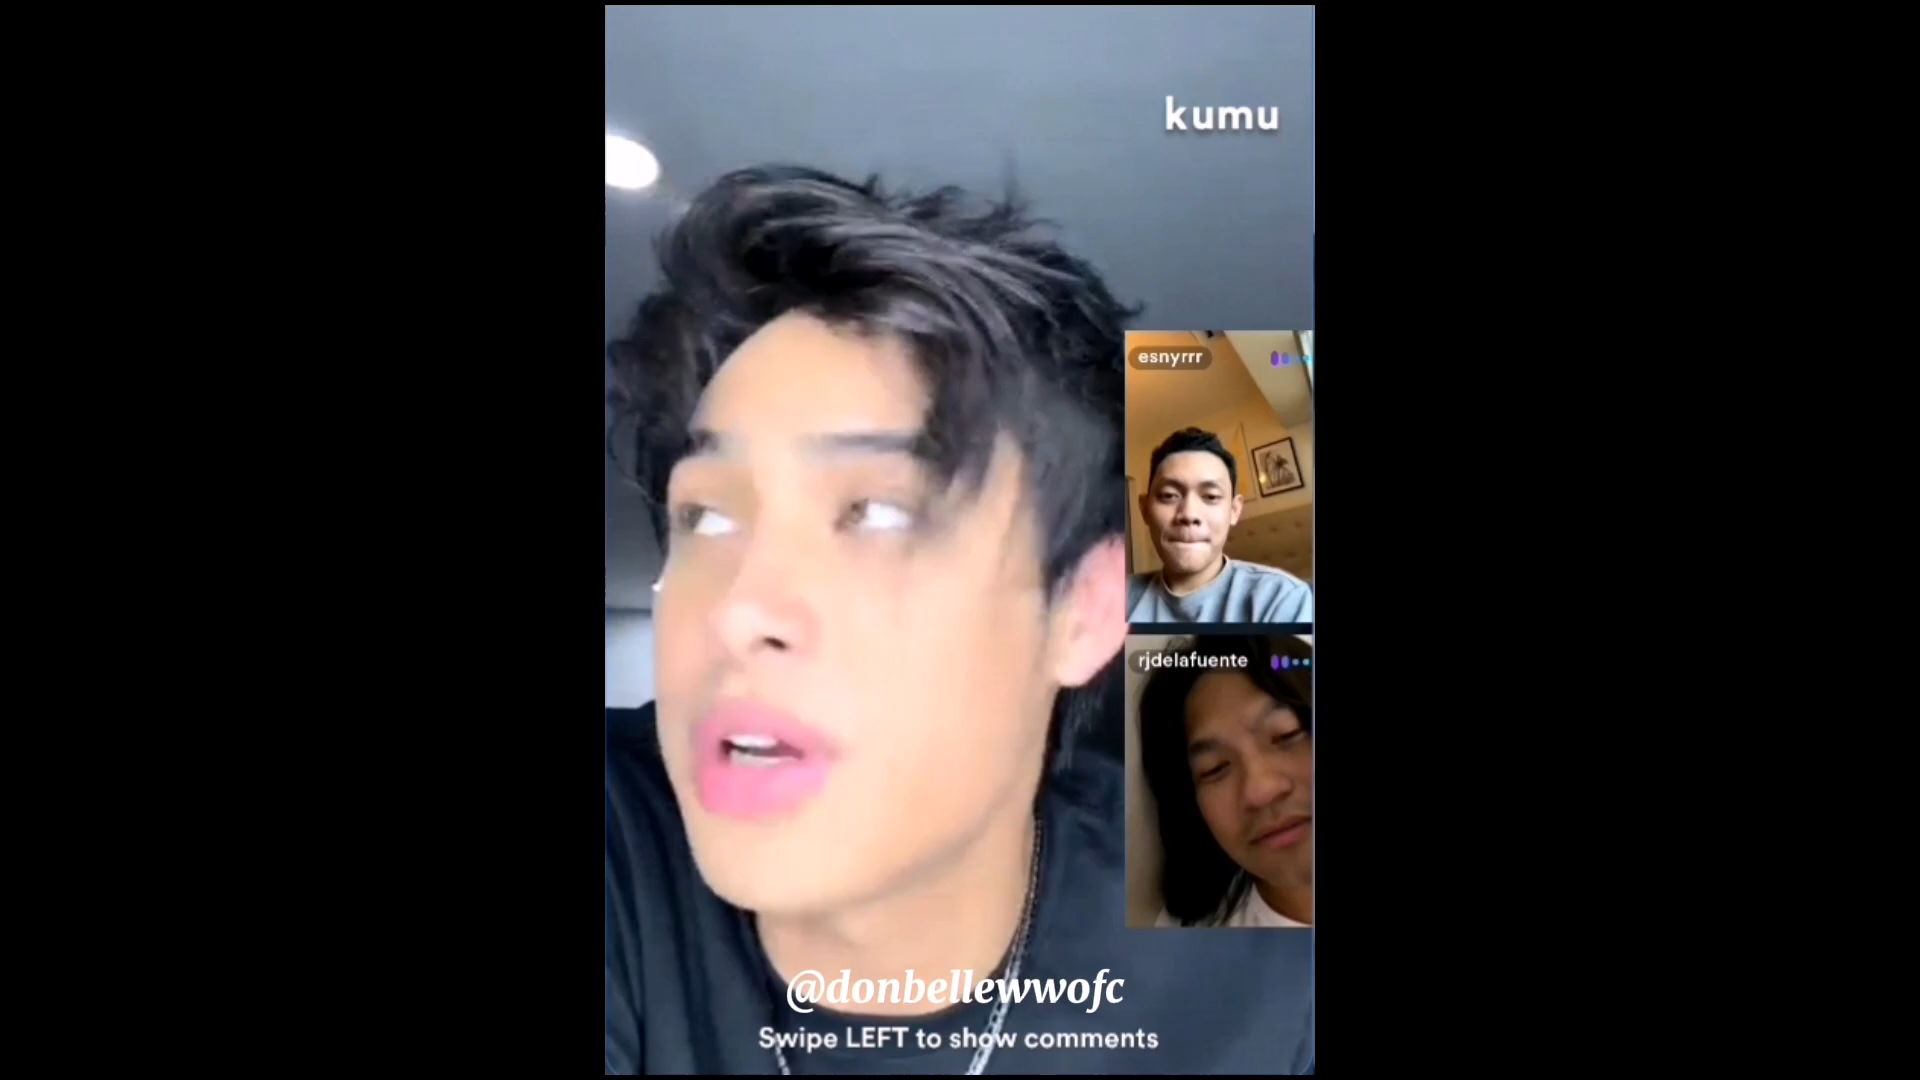 kumu
esnyrrr
rjdelafuente
@donbellewwofc
Swipe LEFT to show comments